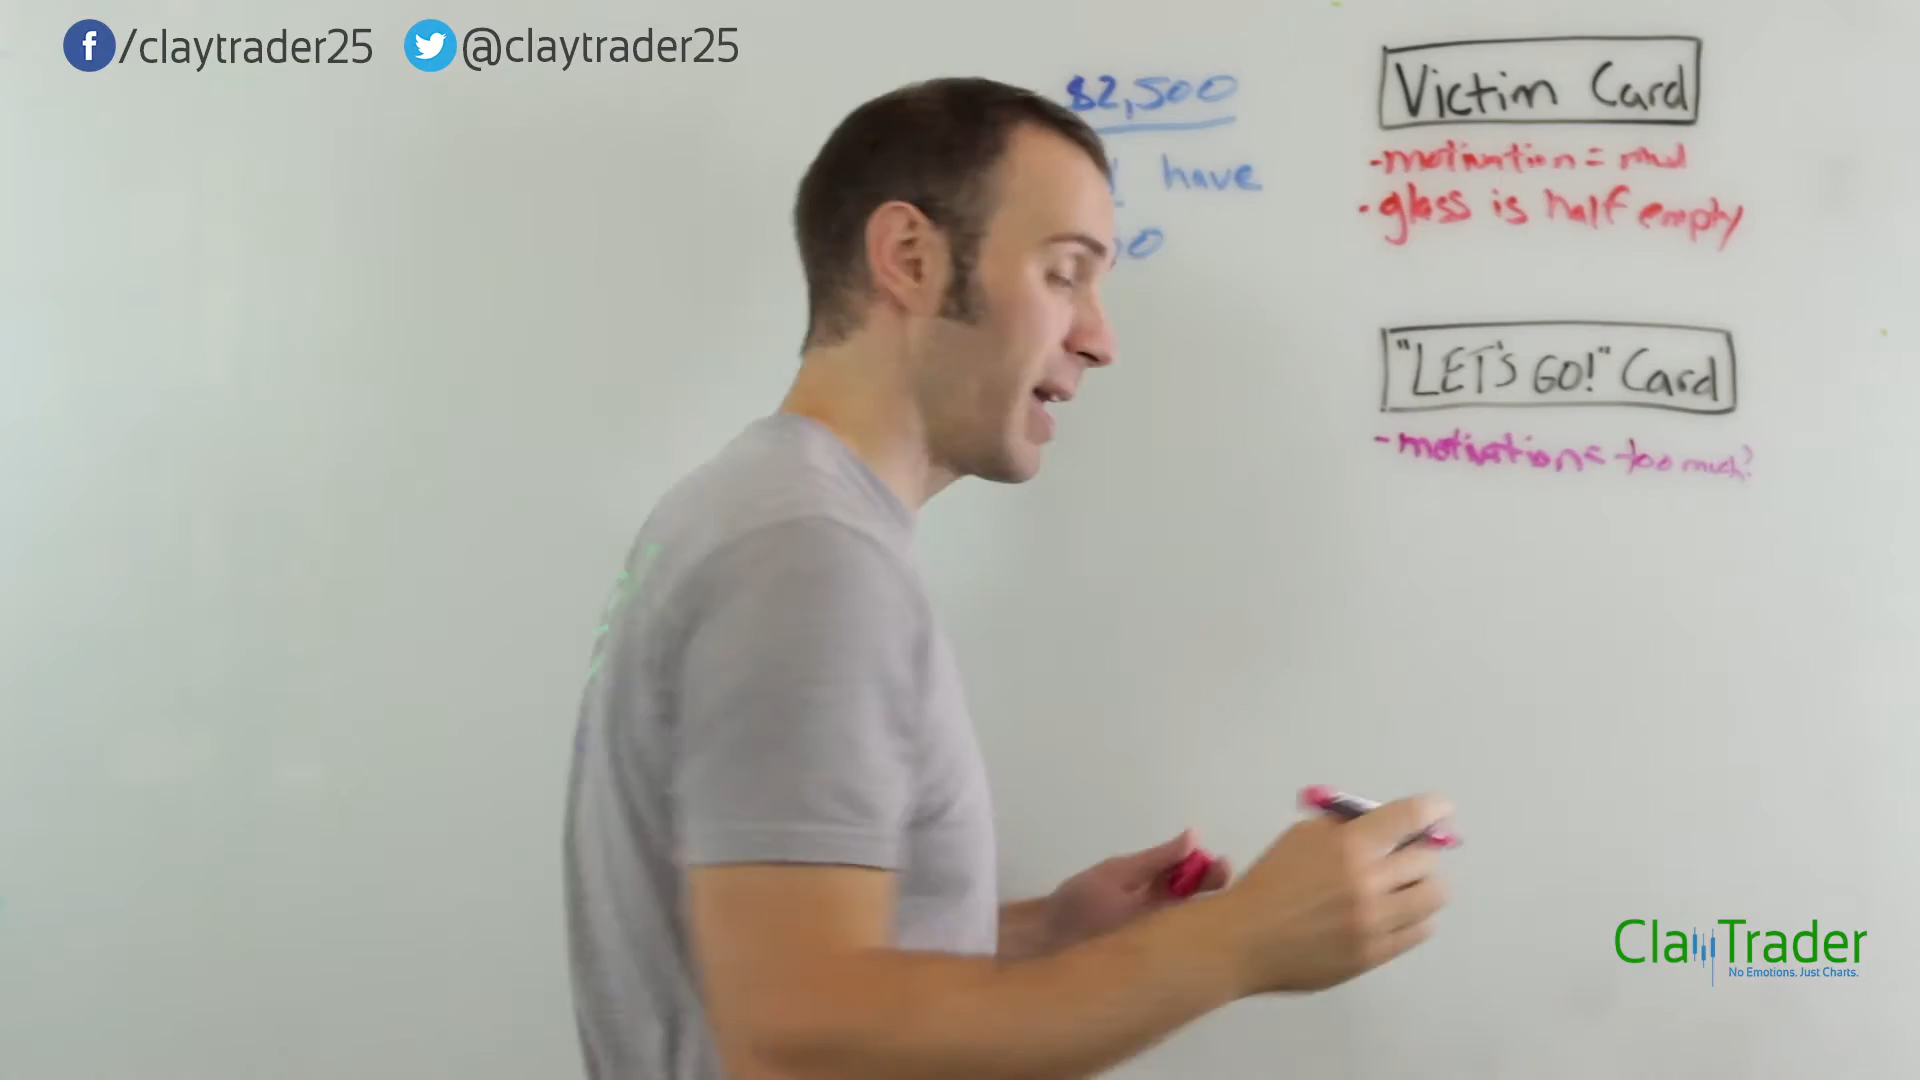 /claytrader25 @claytrader25
$2,500
have
Victim Card
-motivation =
• glass is half empty
"LET'S GO!" Card
- motivation = too much?
ClayTrader
No Emotions. Just Charts.